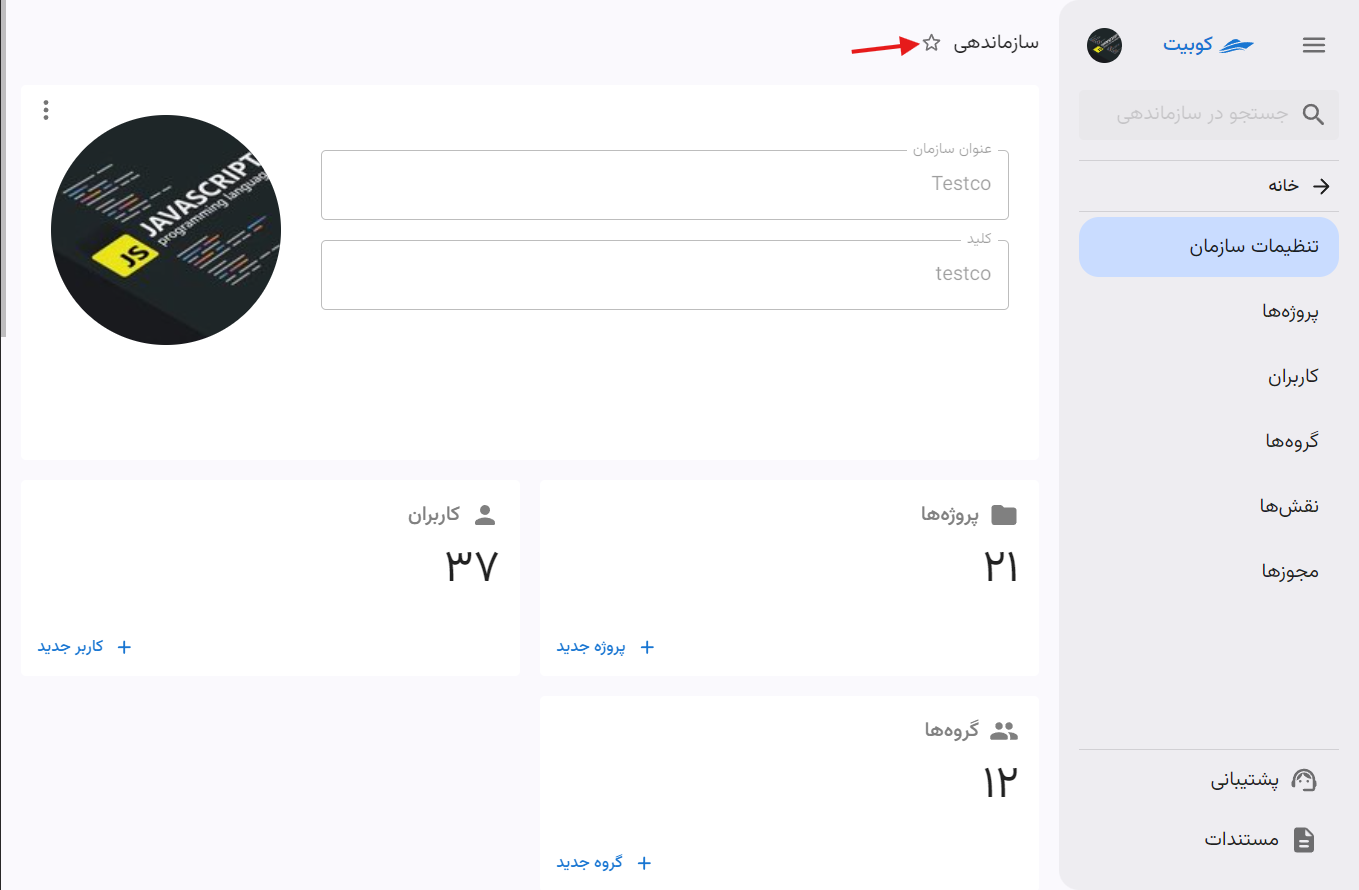 کوبیت
جستجو در سازماندهی
خانه
تنظیمات سازمان
پروژه‌ها
کاربران
گروه‌ها
نقش‌ها
مجوزها
پشتیبانی
مستندات
سازماندهی
عنوان سازمان
Testco
کلید
testco
JAVASCRIPT
programming language
JS
پروژه‌ها
۲۱
پروژه جدید
کاربران
۳۷
کاربر جدید
گروه‌ها
۱۲
گروه جدید